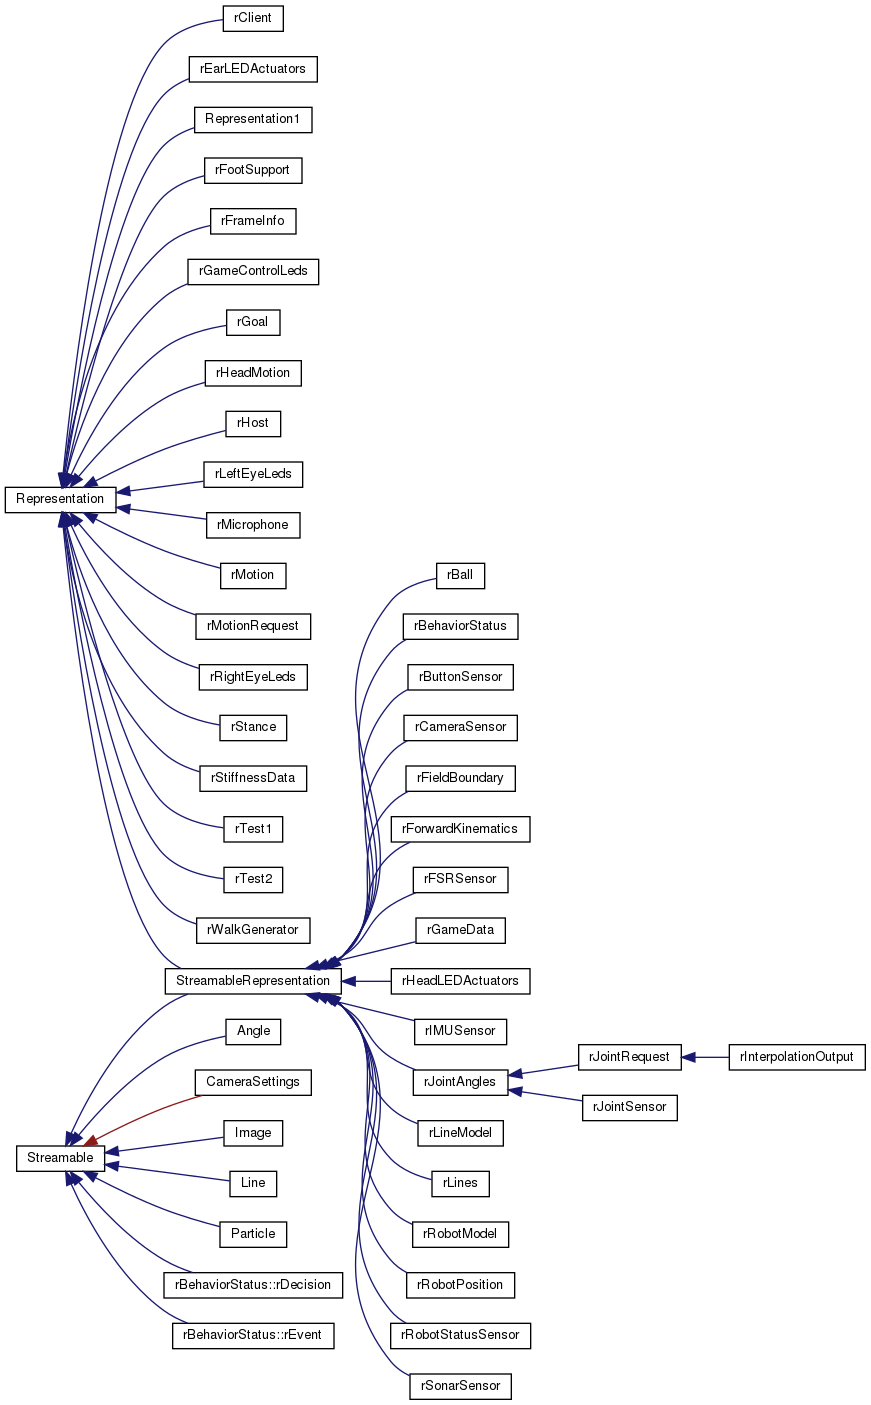 rClient
rEarLEDActuators
Representation1
rFootSupport
rFrameInfo
rGameControlLeds
rGoal
rHeadMotion
rHost
rLeftEyeLeds
Representation
rMicrophone
rMotion
rMotionRequest
rRightEyeLeds
rStance
rStiffnessData
rTest1
rTest2
rWalkGenerator
StreamableRepresentation
rBall
rBehaviorStatus
rButtonSensor
rCameraSensor
rFieldBoundary
rForwardKinematics
rFSRSensor
rGameData
rHeadLEDActuators
rIMUSensor
rJointAngles
rJointRequest
rInterpolationOutput
rJointSensor
rLineModel
rLines
rRobotModel
rRobotPosition
rRobotStatusSensor
rSonarSensor
Angle
CameraSettings
Image
Streamable
Line
Particle
rBehaviorStatus::rDecision
rBehaviorStatus::rEvent